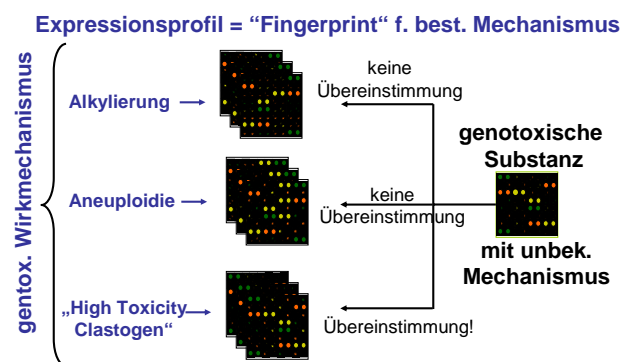 Expressionsprofil = “Fingerprint“ f. best. Mechanismus
gentox. Wirkmechanismus
Alkylierung
keine
Übereinstimmung
Aneuploidie
keine
Übereinstimmung
„High Toxicity
Clastogen“
Übereinstimmung!
genotoxische
Substanz
mit unbek.
Mechanismus